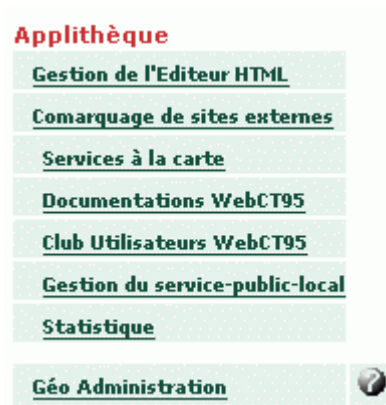 Applithèque
Gestion de l'Editeur HTML
Comarquage de sites externes
Services à la carte
Documentations WebCT95
Club Utilisateurs WebCT95
Gestion du service-public-local
Statistique
Géo Administration ?